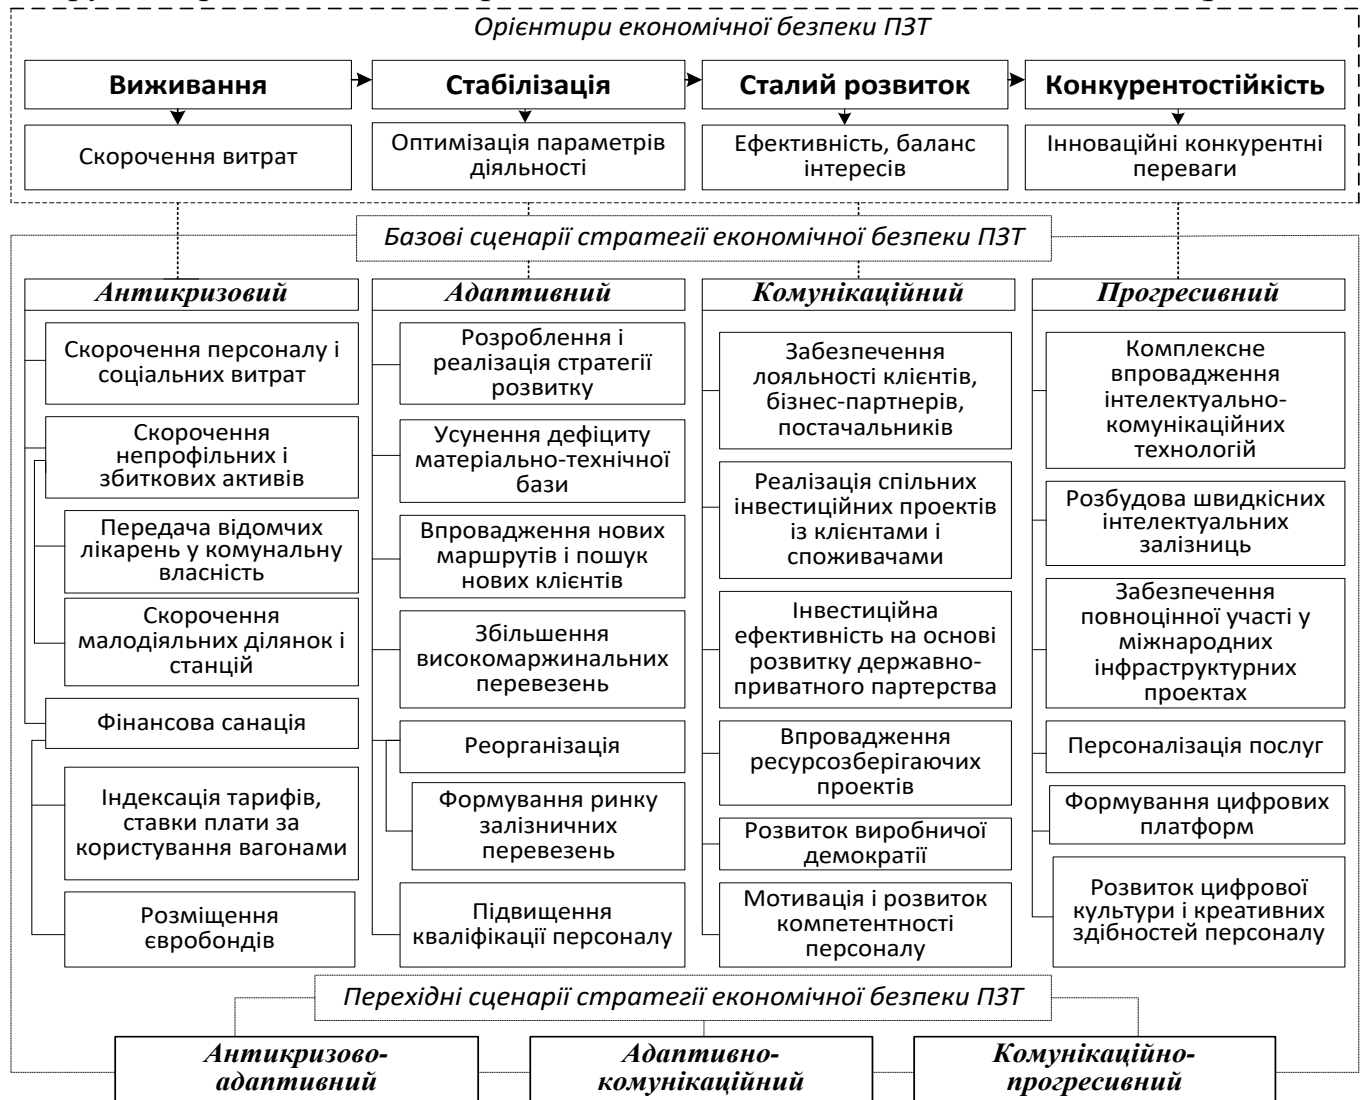 Орієнтири економічної безпеки ПЗТ
Виживання
Стабілізація
Сталий розвиток
Конкурентостійкість
Скорочення витрат
Оптимізація параметрів
діяльності
Ефективність, баланс
інтересів
Інноваційні конкурентні
переваги
Базові сценарії стратегії економічної безпеки ПЗТ
Антикризовий
Скорочення персоналу і
соціальних витрат
Скорочення
непрофільних і
збиткових активів
Передача відомчих
лікарень у комунальну
власність
Скорочення
малодіяльних ділянок і
станцій
Фінансова санація
Індексація тарифів,
ставки плати за
користування вагонами
Розміщення
євробондів
Адаптивний
Розроблення і
реалізація стратегії
розвитку
Усунення дефіциту
матеріально-технічної
бази
Впровадження нових
маршрутів і пошук
нових клієнтів
Збільшення
високомаржинальних
перевезень
Реорганізація
Формування ринку
залізничних
перевезень
Підвищення
кваліфікації персоналу
Комунікаційний
Забезпечення
лояльності клієнтів,
бізнес-партнерів,
постачальників
Реалізація спільних
інвестиційних проектів
із клієнтами і
споживачами
Інвестиційна
ефективність на основі
розвитку державно-
приватного партерства
Впровадження
ресурсозберігаючих
проектів
Розвиток виробничої
демократії
Мотивація і розвиток
компетентності
персоналу
Прогресивний
Комплексне
впровадження
інтелектуально-
комунікаційних
технологій
Розбудова швидкісних
інтелектуальних
залізниць
Забезпечення
повноцінної участі у
міжнародних
інфраструктурних
проектах
Персоналізація послуг
Формування цифрових
платформ
Розвиток цифрової
культури і креативних
здібностей персоналу
Перехідні сценарії стратегії економічної безпеки ПЗТ
Антикризово-
адаптивний
Адаптивно-
комунікаційний
Комунікаційно-
прогресивний